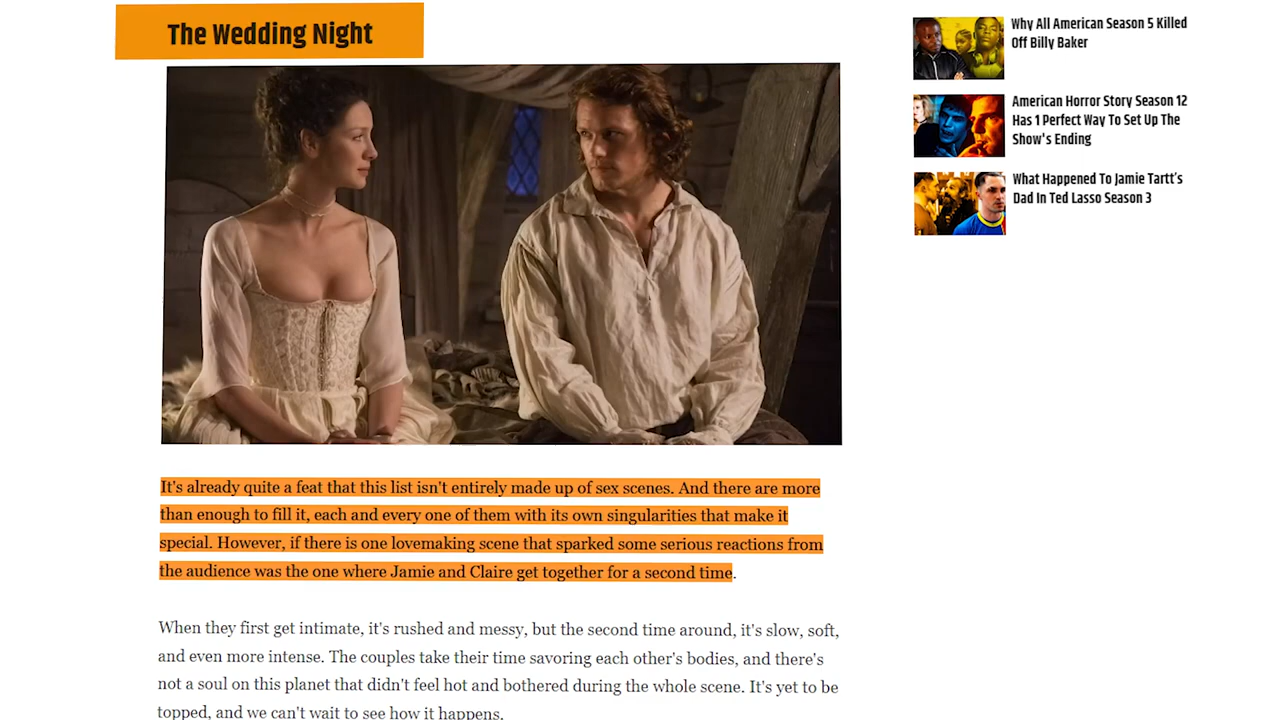 The Wedding Night
It's already quite a feat that this list isn't entirely made up of sex scenes. And there are more
than enough to fill it, each and every one of them with its own singularities that make it
special. However, if there is one lovemaking scene that sparked some serious reactions from
the audience was the one where Jamie and Claire get together for a second time.
When they first get intimate, it's rushed and messy, but the second time around, it's slow, soft,
and even more intense. The couples take their time savoring each other's bodies, and there's
not a soul on this planet that didn't feel hot and bothered during the whole scene. It's yet to be
topped, and we can't wait to see how it happens.
Why All American Season 5 Killed
Off Billy Baker
American Horror Story Season 12
Has 1 Perfect Way To Set Up The
Show's Ending
What Happened To Jamie Tartt’s
Dad In Ted Lasso Season 3